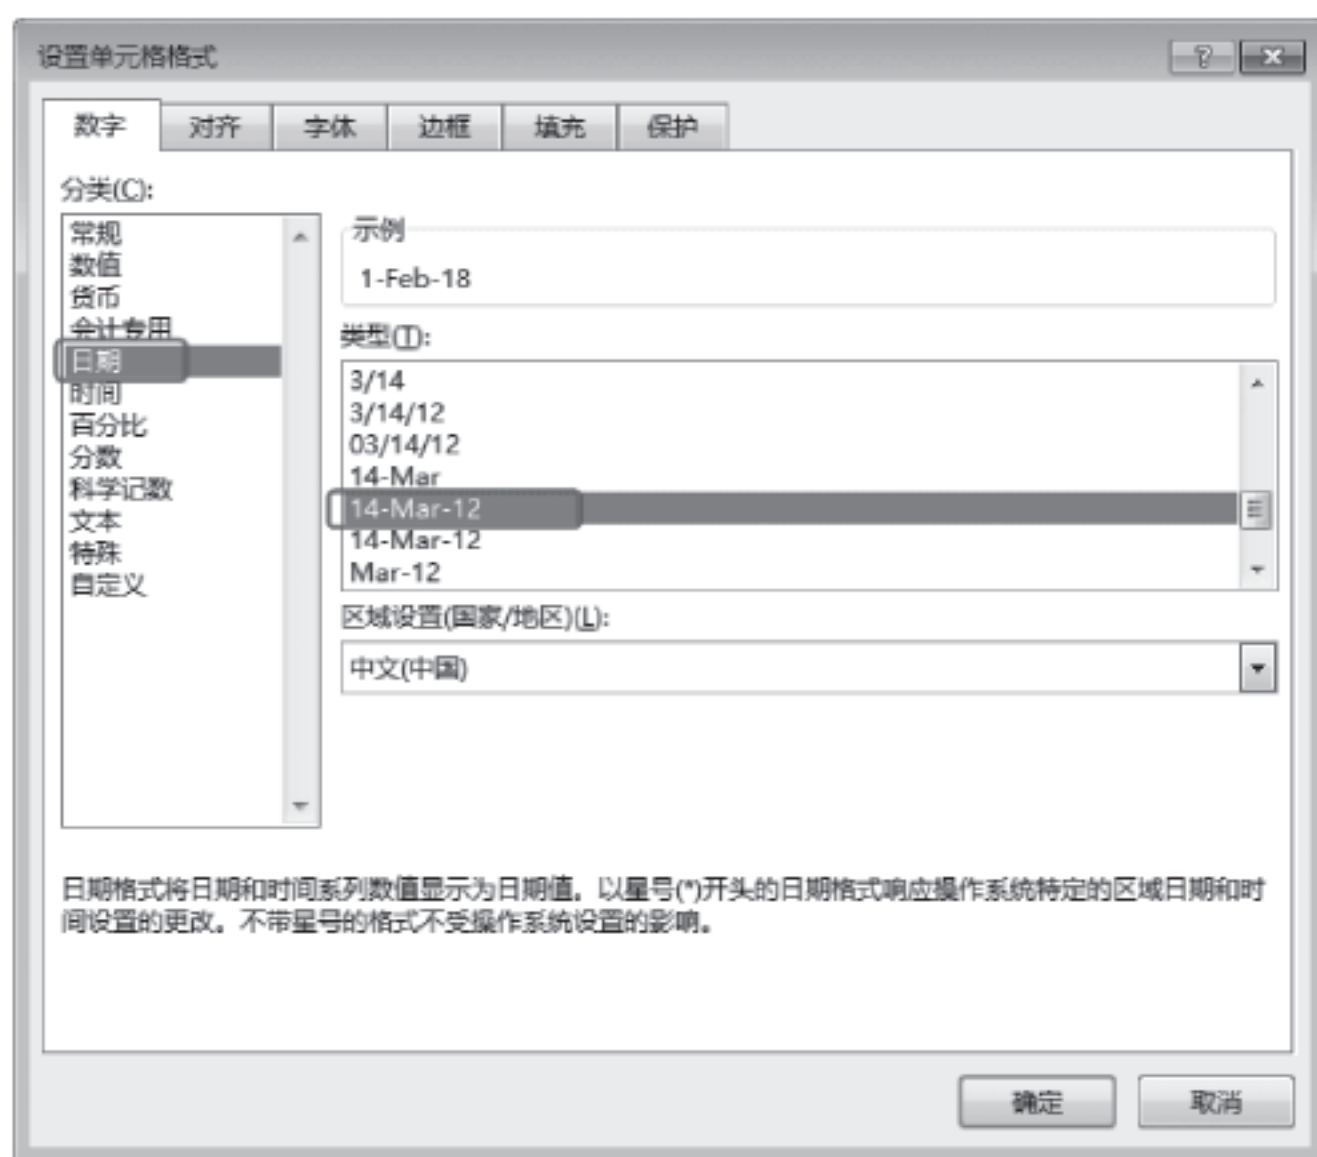 设置单元格格式
数字 对齐 字体 边框 填充 保护
分类(C):
常规
数值
货币
会计专用
日期
时间
百分比
分数
科学记数
文本
特殊
自定义
示例
1-Feb-18
类型(T):
3/14
3/14/12
03/14/12
14-Mar
14-Mar-12
14-Mar-12
Mar-12
区域设置(国家/地区)(L):
中文(中国)
日期格式将日期和时间系列数值显示为日期值。以星号(*)开头的日期格式响应操作系统特定的区域日期和时
间设置的更改。不带星号的格式不受操作系统设置的影响。
确定 取消